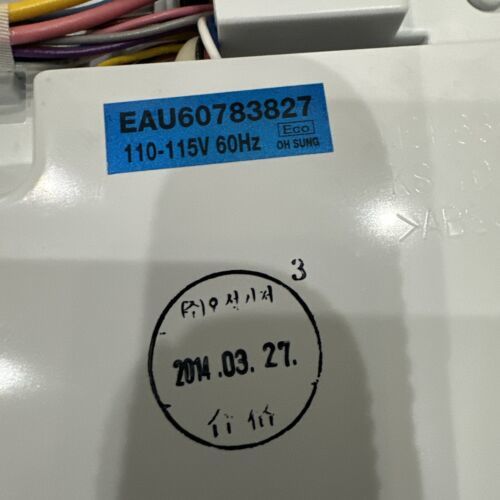 EAU60783827
110-115V 60Hz
Eco
OH SUNG
3
2014.03.27.